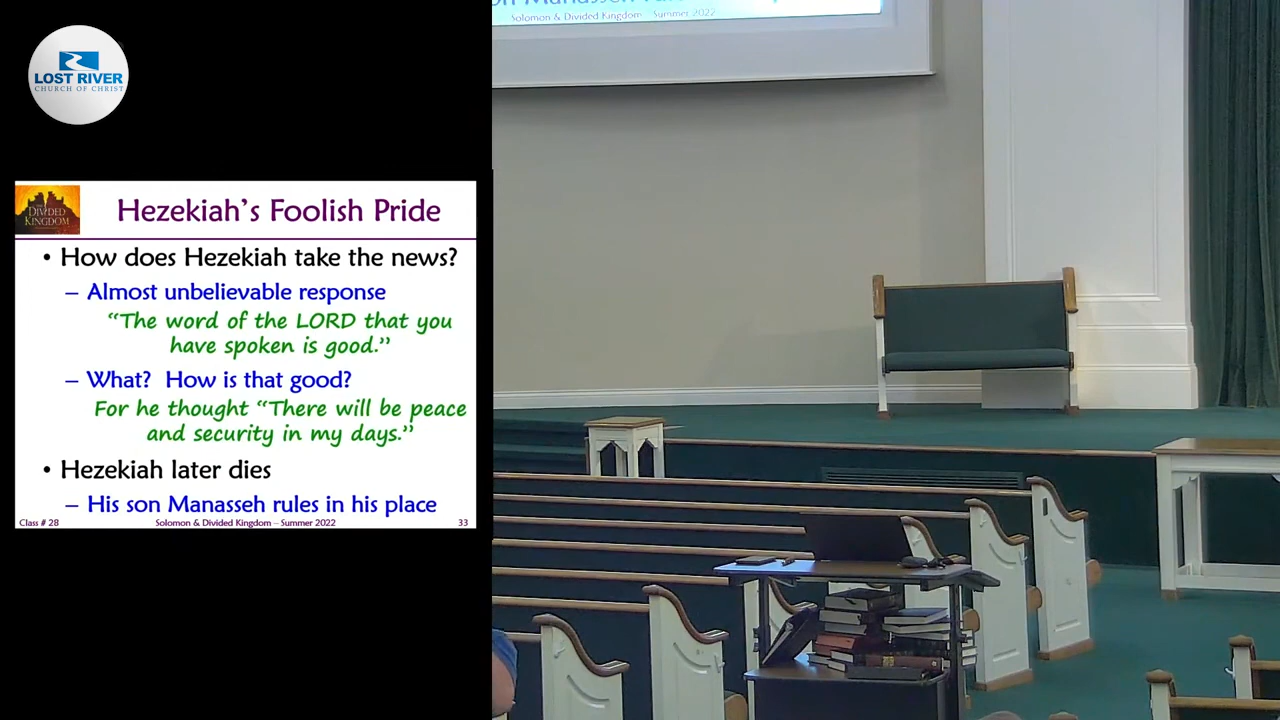 LOST RIVER
CHURCH OF CHRIST
THE
DIVIDED
KINGDOM
Hezekiah's Foolish Pride
• How does Hezekiah take the news?
– Almost unbelievable response
"The word of the LORD that you
have spoken is good."
– What? How is that good?
For he thought "There will be peace
and security in my days."
• Hezekiah later dies
– His son Manasseh rules in his place
Class # 28 Solomon & Divided Kingdom – Summer 2022 33
Solomon & Divided Kingdom – Summer 2022